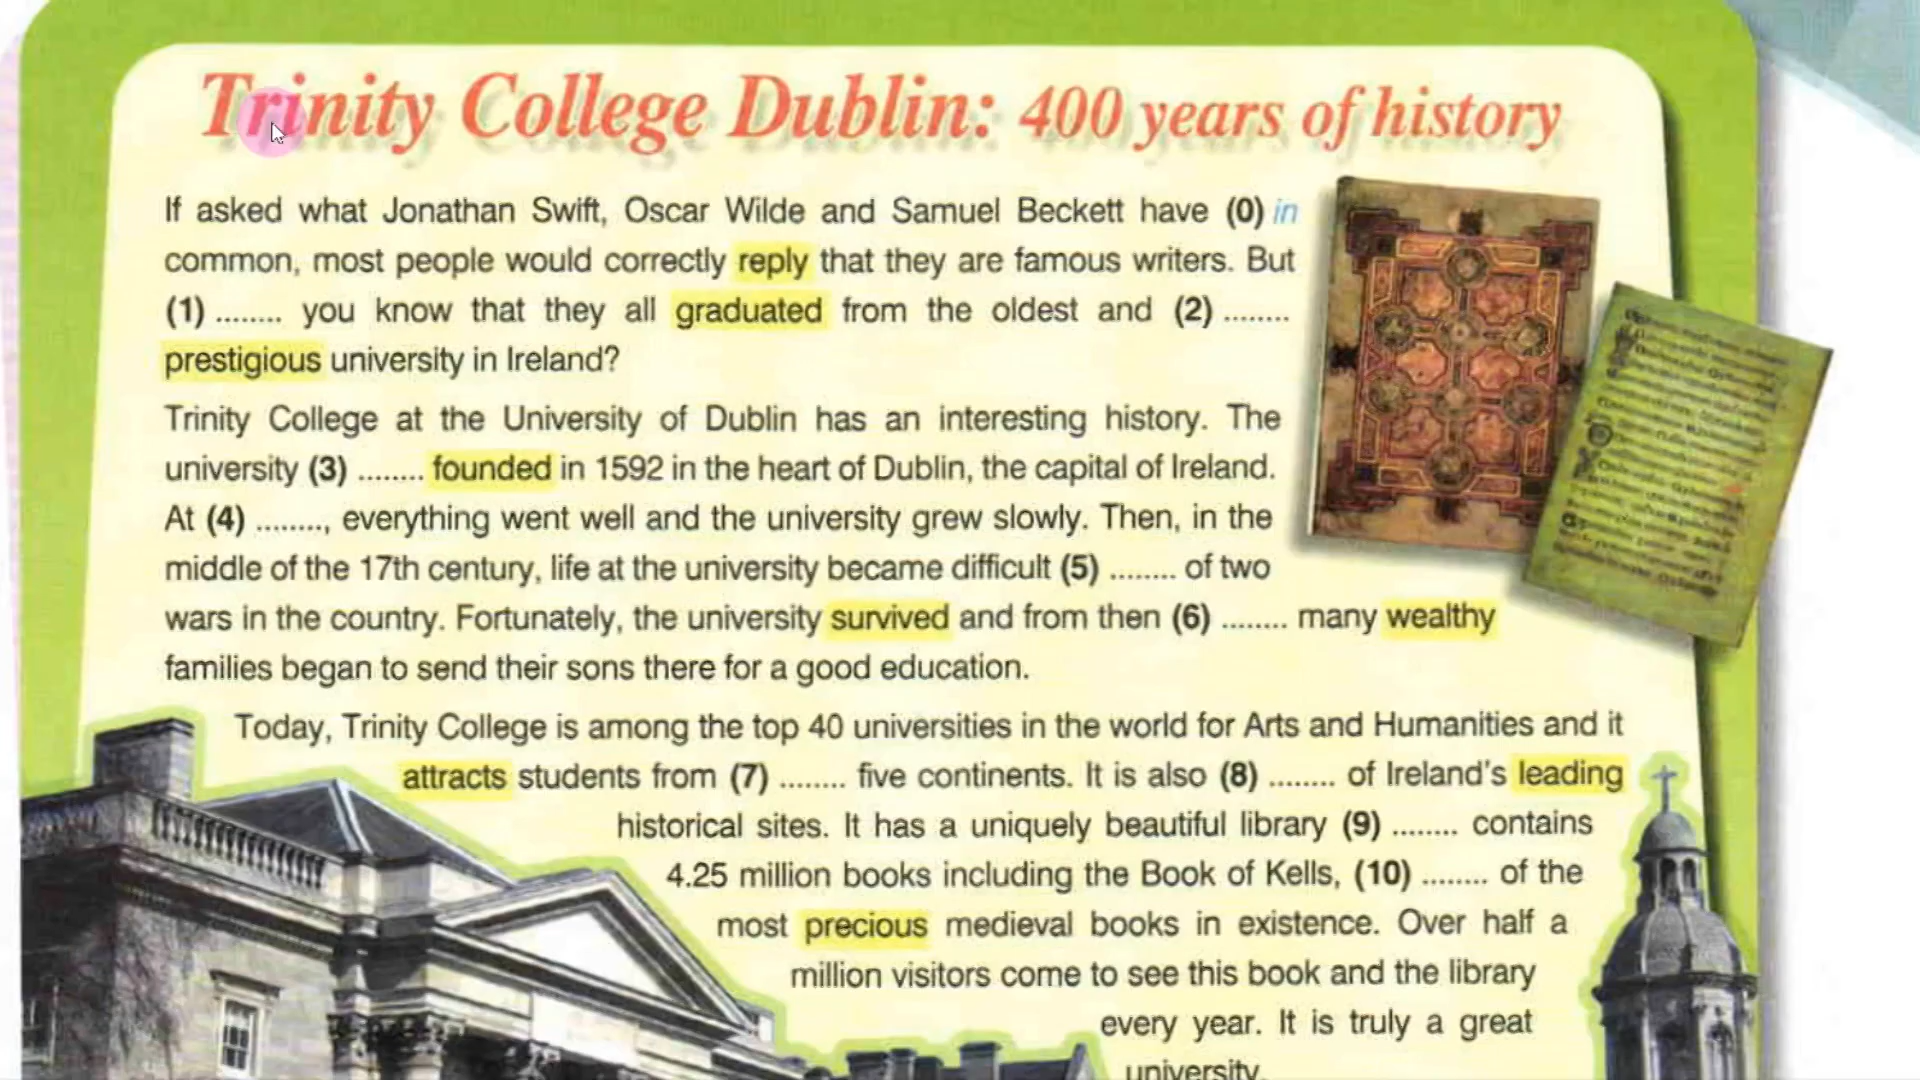 Trinity College Dublin: 400 years of history
If asked what Jonathan Swift, Oscar Wilde and Samuel Beckett have (0) in
common, most people would correctly reply that they are famous writers. But
(1) ........ you know that they all graduated from the oldest and (2) ........
prestigious university in Ireland?
Trinity College at the University of Dublin has an interesting history. The
university (3) ........ founded in 1592 in the heart of Dublin, the capital of Ireland.
At (4) ........, everything went well and the university grew slowly. Then, in the
middle of the 17th century, life at the university became difficult (5) ........ of two
wars in the country. Fortunately, the university survived and from then (6) ........ many wealthy
families began to send their sons there for a good education.
Today, Trinity College is among the top 40 universities in the world for Arts and Humanities and it
attracts students from (7) ........ five continents. It is also (8) ........ of Ireland's leading
historical sites. It has a uniquely beautiful library (9) ........ contains
4.25 million books including the Book of Kells, (10) ........ of the
most precious medieval books in existence. Over half a
million visitors come to see this book and the library
every year. It is truly a great
university.